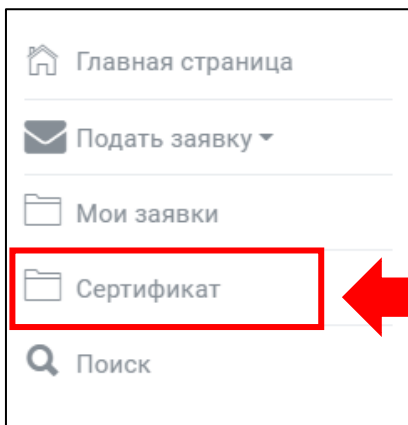 Главная страница
Подать заявку
Мои заявки
Сертификат
Поиск